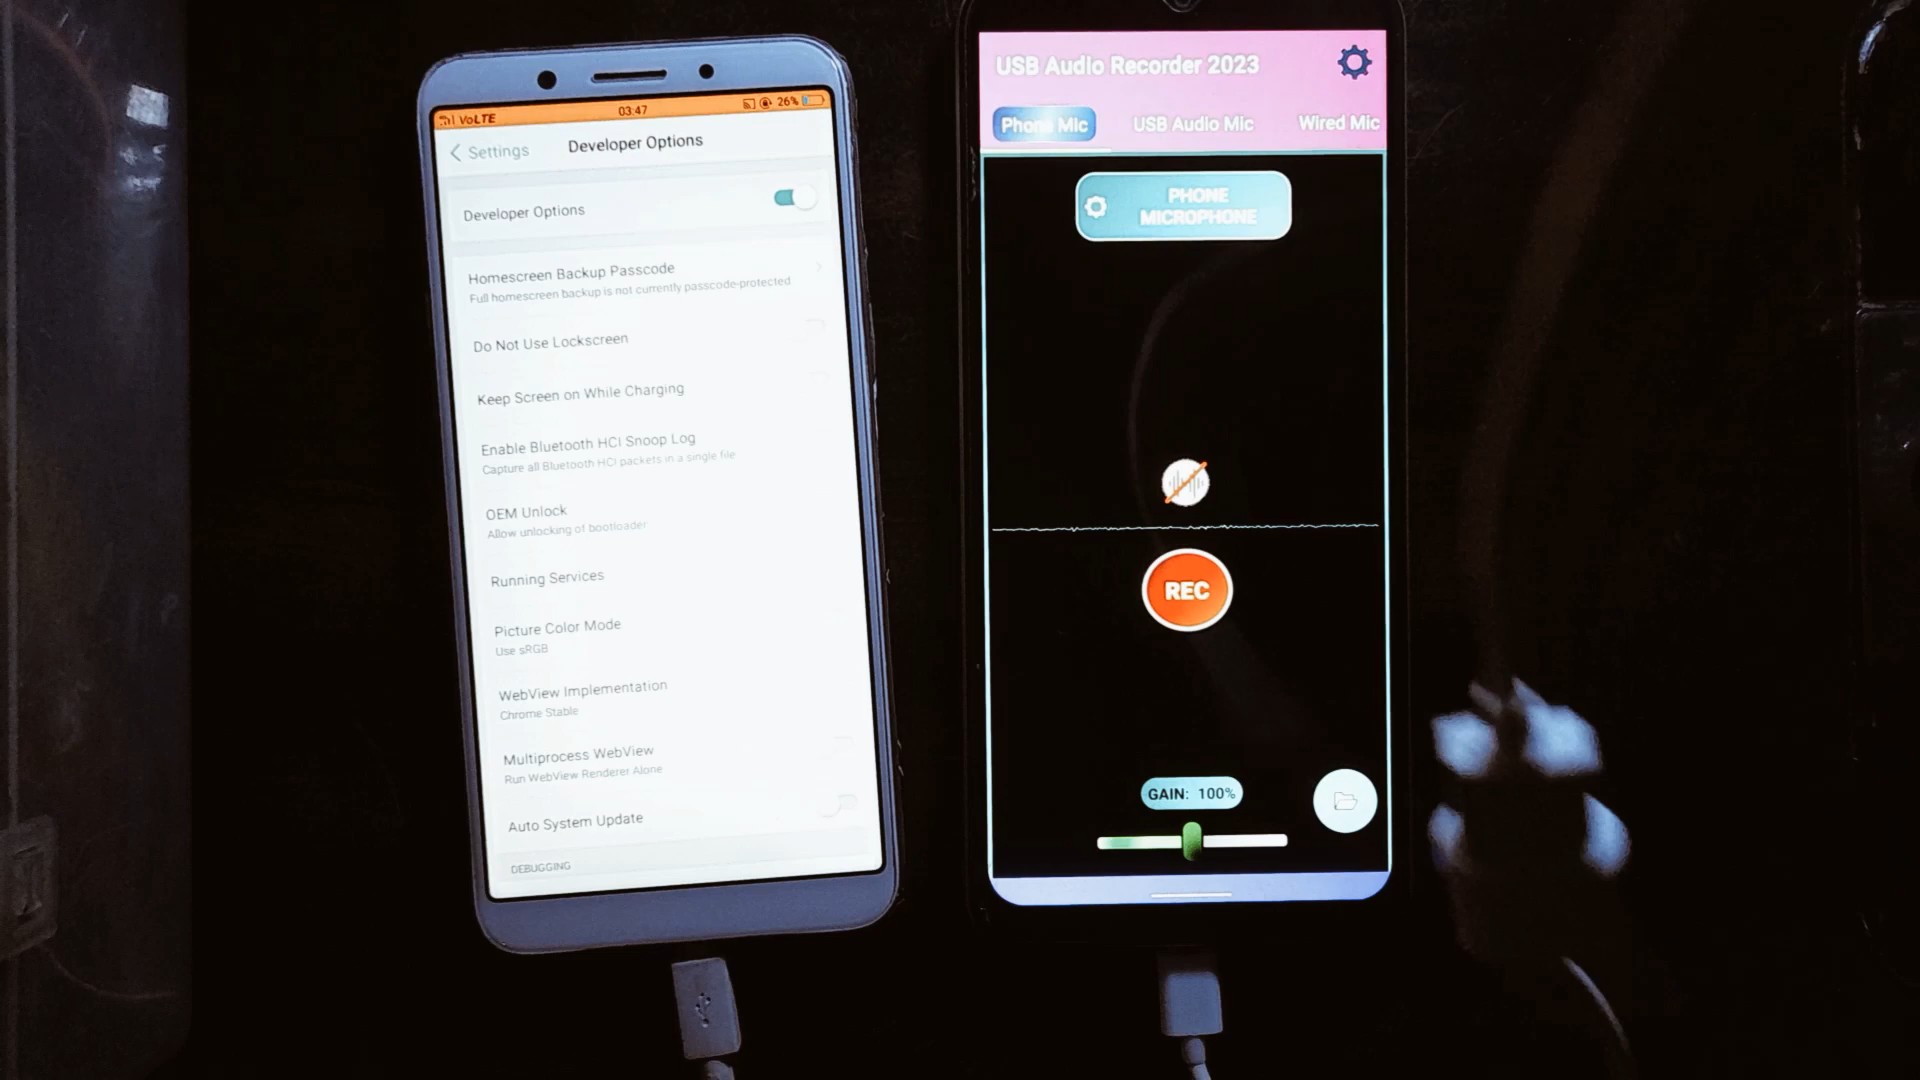 VoLTE
03:47
26%
Settings
Developer Options
Developer Options
Homescreen Backup Passcode
Full homescreen backup is not currently passcode-protected
Do Not Use Lockscreen
Keep Screen on While Charging
Enable Bluetooth HCI Snoop Log
Capture all Bluetooth HCI packets in a single file
OEM Unlock
Allow unlocking of bootloader
Running Services
Picture Color Mode
Use sRGB
WebView Implementation
Chrome Stable
Multiprocess WebView
Run WebView Renderer Alone
Auto System Update
DEBUGGING
USB Audio Recorder 2023
Phone Mic USB Audio Mic Wired Mic
PHONE
MICROPHONE
REC
GAIN: 100%